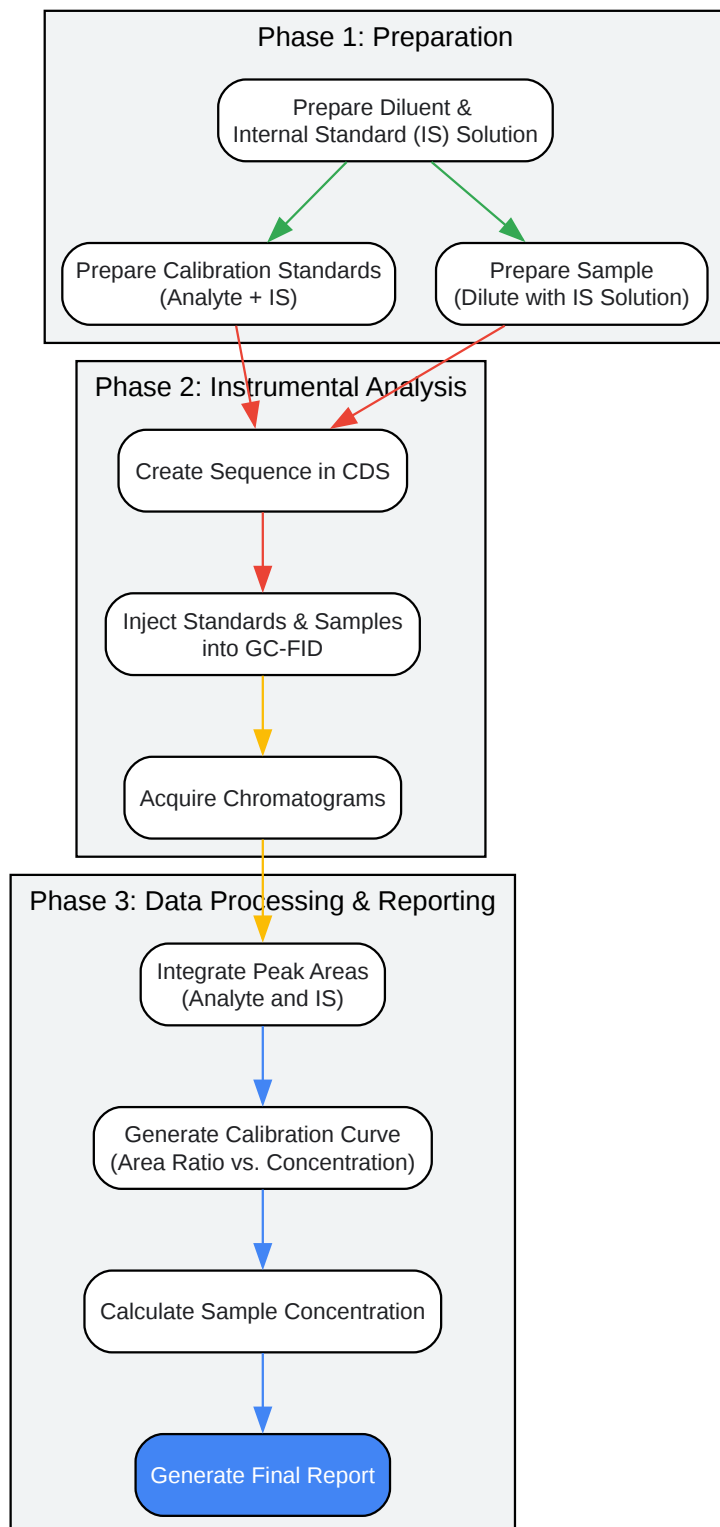 Phase 1: Preparation
Prepare Diluent &
Internal Standard (IS) Solution
Prepare Calibration Standards
(Analyte + IS)
Prepare Sample
(Dilute with IS Solution)
Phase 2: Instrumental Analysis
Create Sequence in CDS
Inject Standards & Samples
into GC-FID
Acquire Chromatograms
Phase 3: Data Processing & Reporting
Integrate Peak Areas
(Analyte and IS)
Generate Calibration Curve
(Area Ratio vs. Concentration)
Calculate Sample Concentration
Generate Final Report